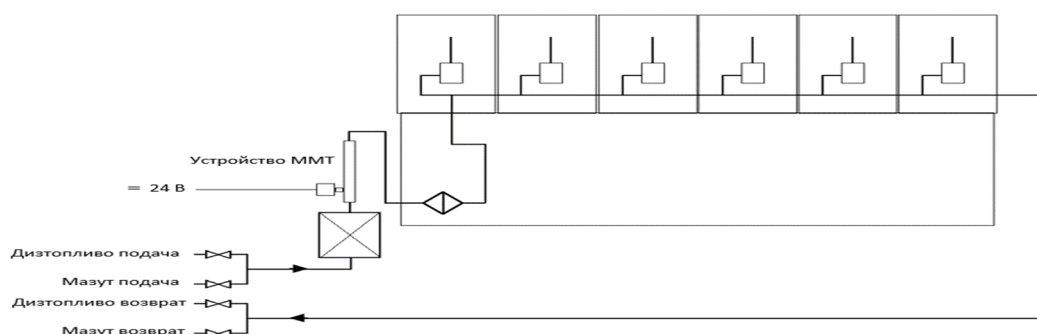 Устройство ММТ
= 24 В
Дизтопливо подача
Мазут подача
Дизтопливо возврат
Мазут возврат